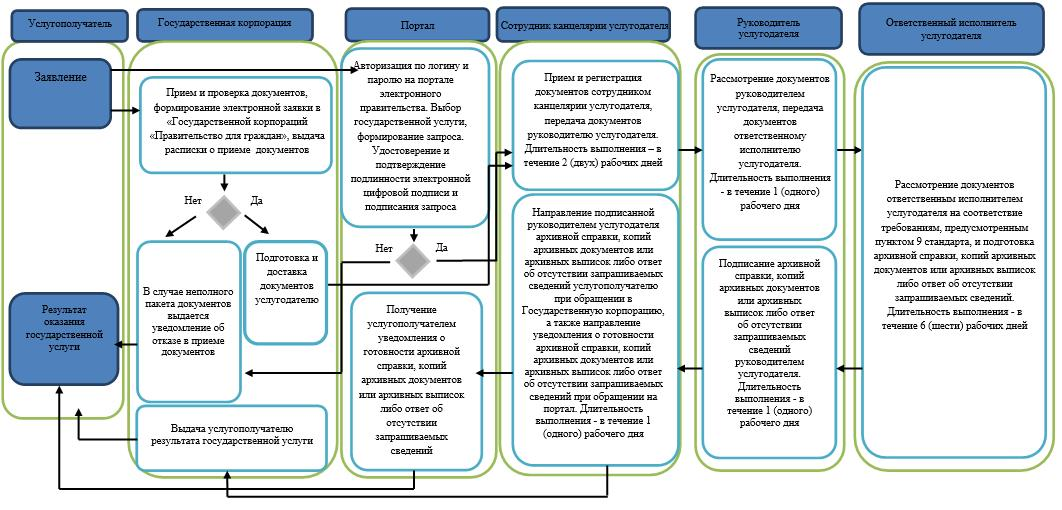 Услугополучатель
Государственная корпорация
Портал
Сотрудник канцелярии услугодателя
Руководитель
услугодателя
Ответственный исполнитель
услугодателя
Заявление
Прием и проверка документов,
формирование электронной заявки в
«Государственной корпораций
«Правительство для граждан», выдача
расписки о приеме документов
Нет
Да
В случае неполного
пакета документов
выдается
уведомление об
отказе в приеме
документов
Подготовка и
доставка
документов
услугодателю
Выдача услугополучателю
результата государственной услуги
Результат
оказания
государственной
услуги
Авторизация по логину и
паролю на портале
электронного
правительства. Выбор
государственной услуги,
формирование запроса.
Удостоверение и
подтверждение
подлинности электронной
цифровой подписи и
подписания запроса
Нет
Да
Получение
услугополучателем
уведомления о
готовности архивной
справки, копий
архивных документов
или архивных выписок
либо ответ об
отсутствии
запрашиваемых
сведений
Прием и регистрация
документов сотрудником
канцелярии услугодателя,
передача документов
руководителю услугодателя.
Длительность выполнения – в
течение 2 (двух) рабочих дней
Направление подписанной
руководителем услугодателя
архивной справки, копий
архивных документов или
архивных выписок либо ответ
об отсутствии запрашиваемых
сведений услугополучателю
при обращении в
Государственную корпорацию,
а также направление
уведомления о готовности
архивной справки, копий
архивных документов или
архивных выписок либо ответ
об отсутствии запрашиваемых
сведений при обращении на
портал. Длительность
выполнения - в течение 1
(одного) рабочего дня
Рассмотрение документов
руководителем
услугодателя, передача
документов
ответственному
исполнителю
услугодателя.
Длительность выполнения
- в течение 1 (одного)
рабочего дня
Подписание архивной
справки, копий
архивных документов
или архивных
выписок либо ответ
об отсутствии
запрашиваемых
сведений
руководителем
услугодателя.
Длительность
выполнения - в
течение 1 (одного)
рабочего дня
Рассмотрение документов
ответственным исполнителем
услугодателя на соответствие
требованиям, предусмотренным
пунктом 9 стандарта, и подготовка
архивной справки, копий архивных
документов или архивных выписок
либо ответ об отсутствии
запрашиваемых сведений.
Длительность выполнения - в
течение 6 (шести) рабочих дней